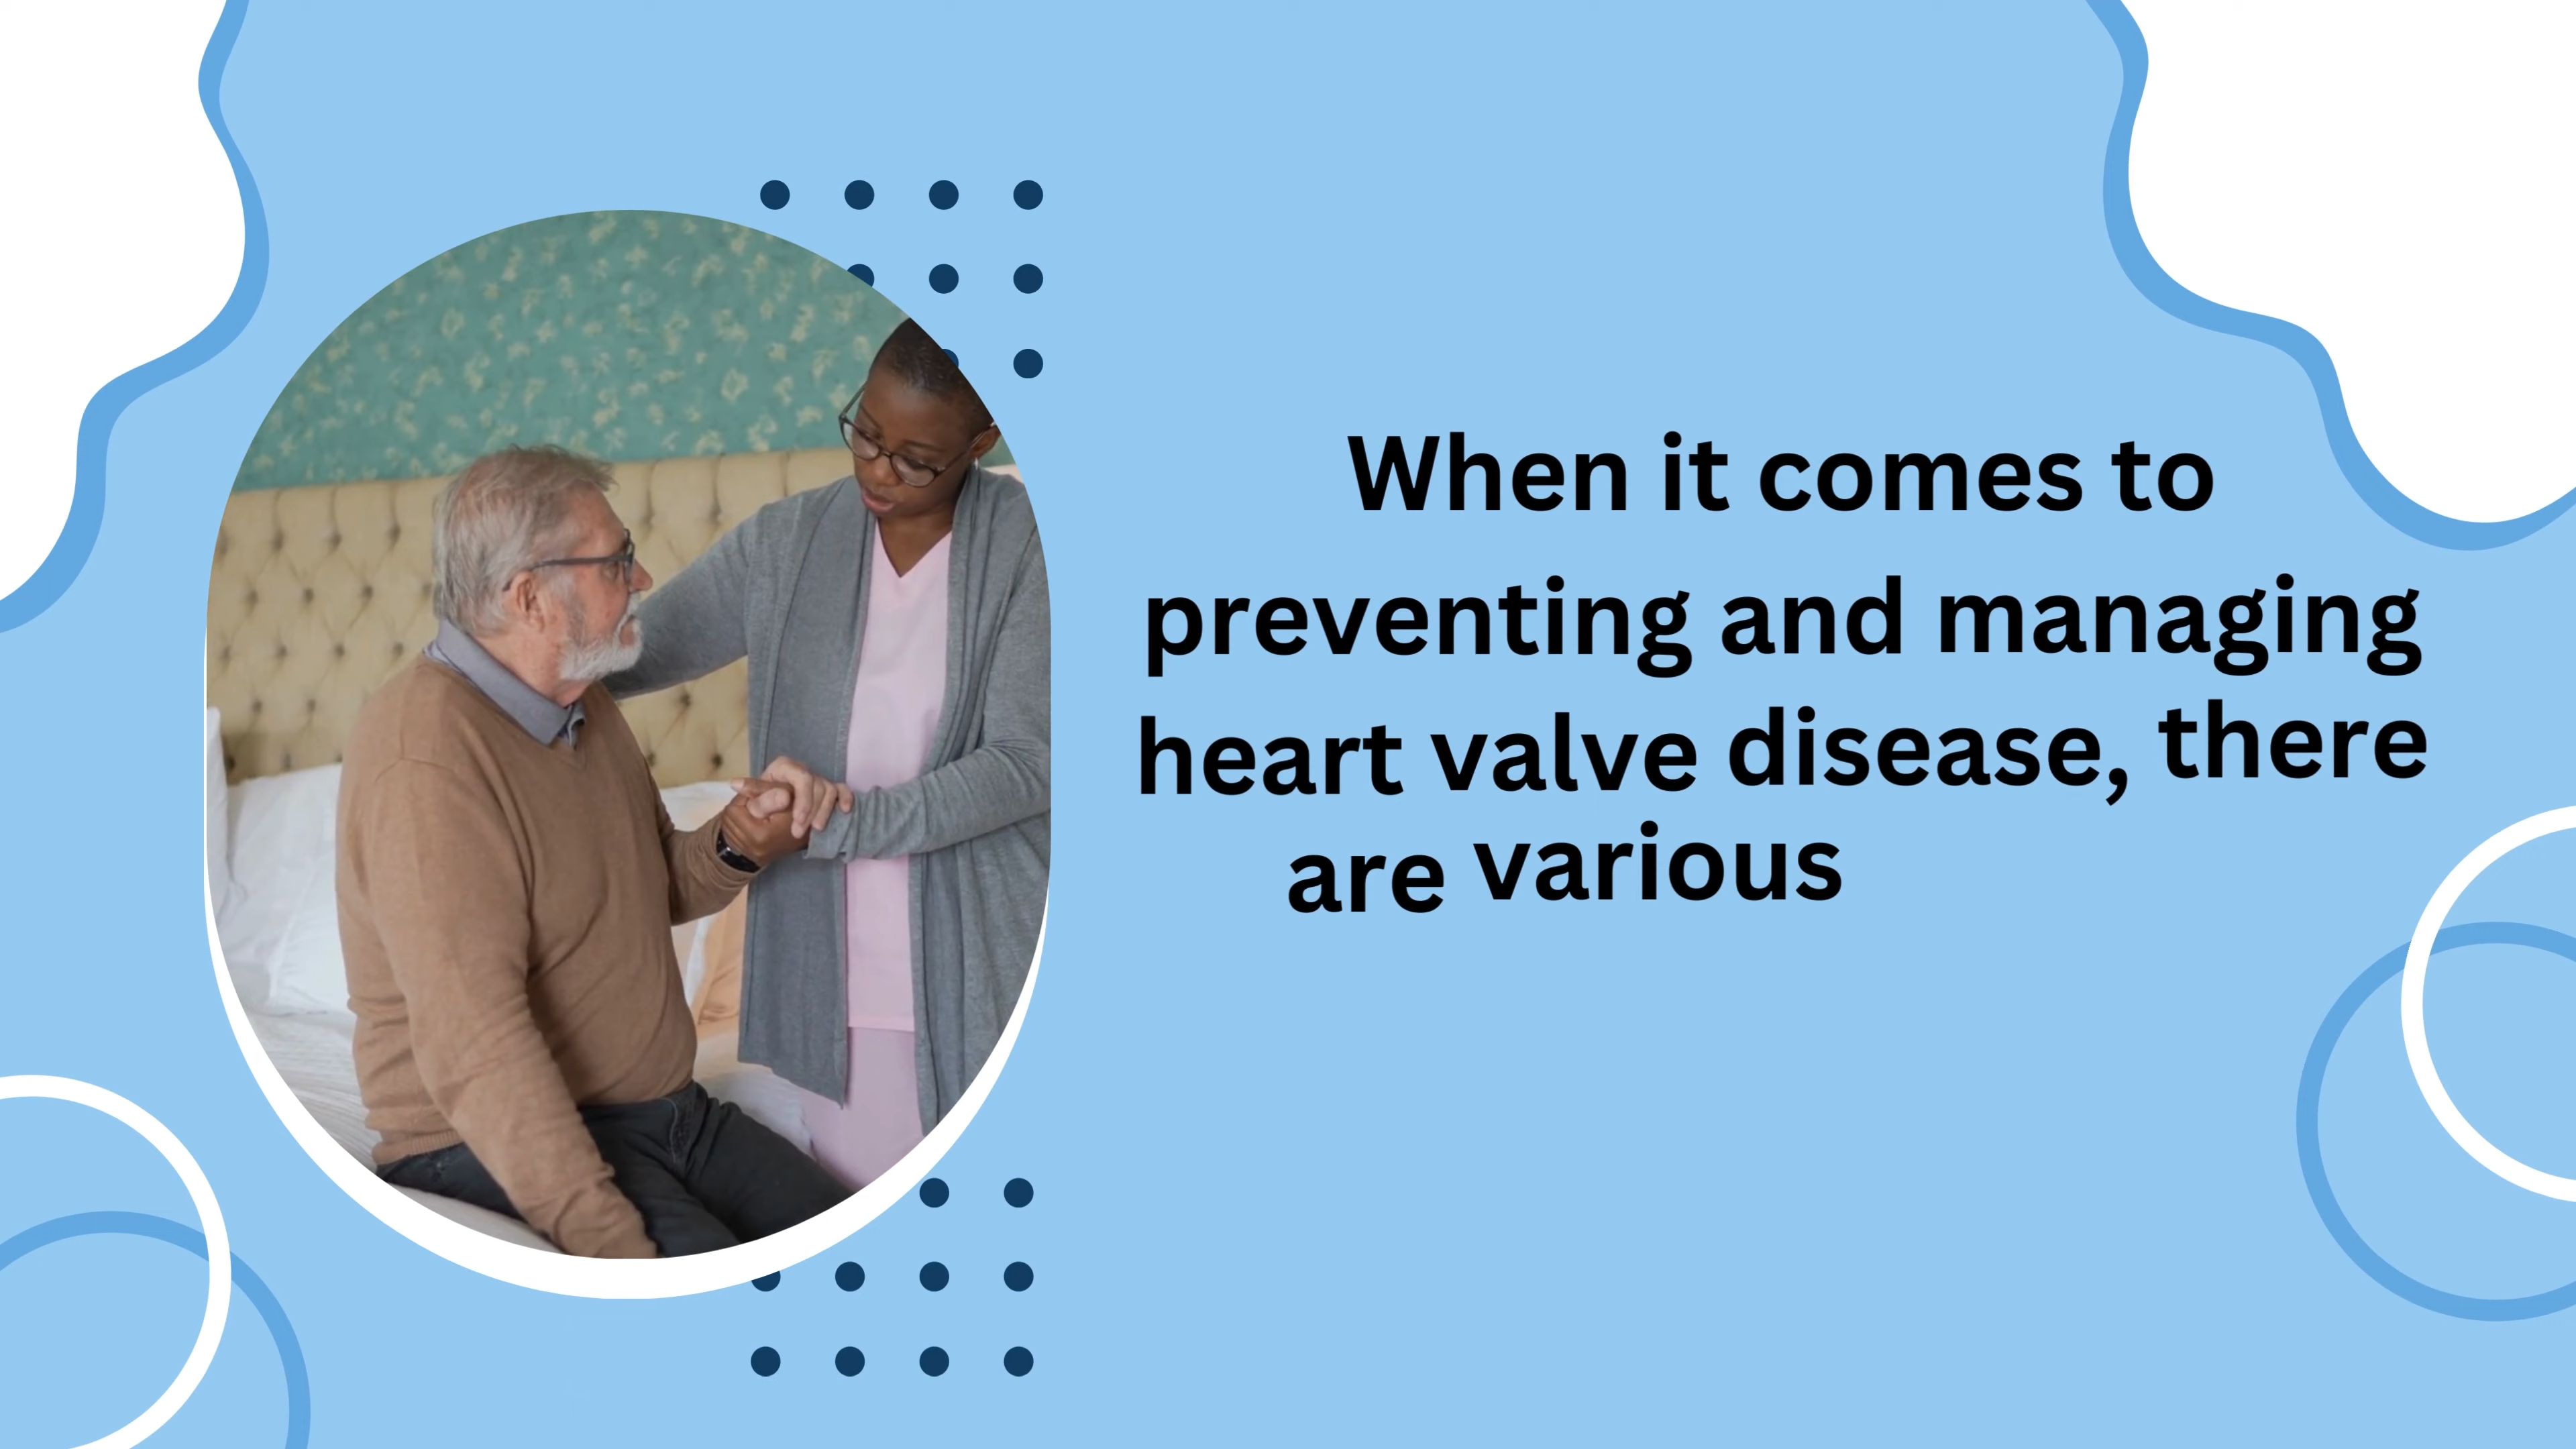 When it comes to
preventing and managing
heart valve disease, there
are various